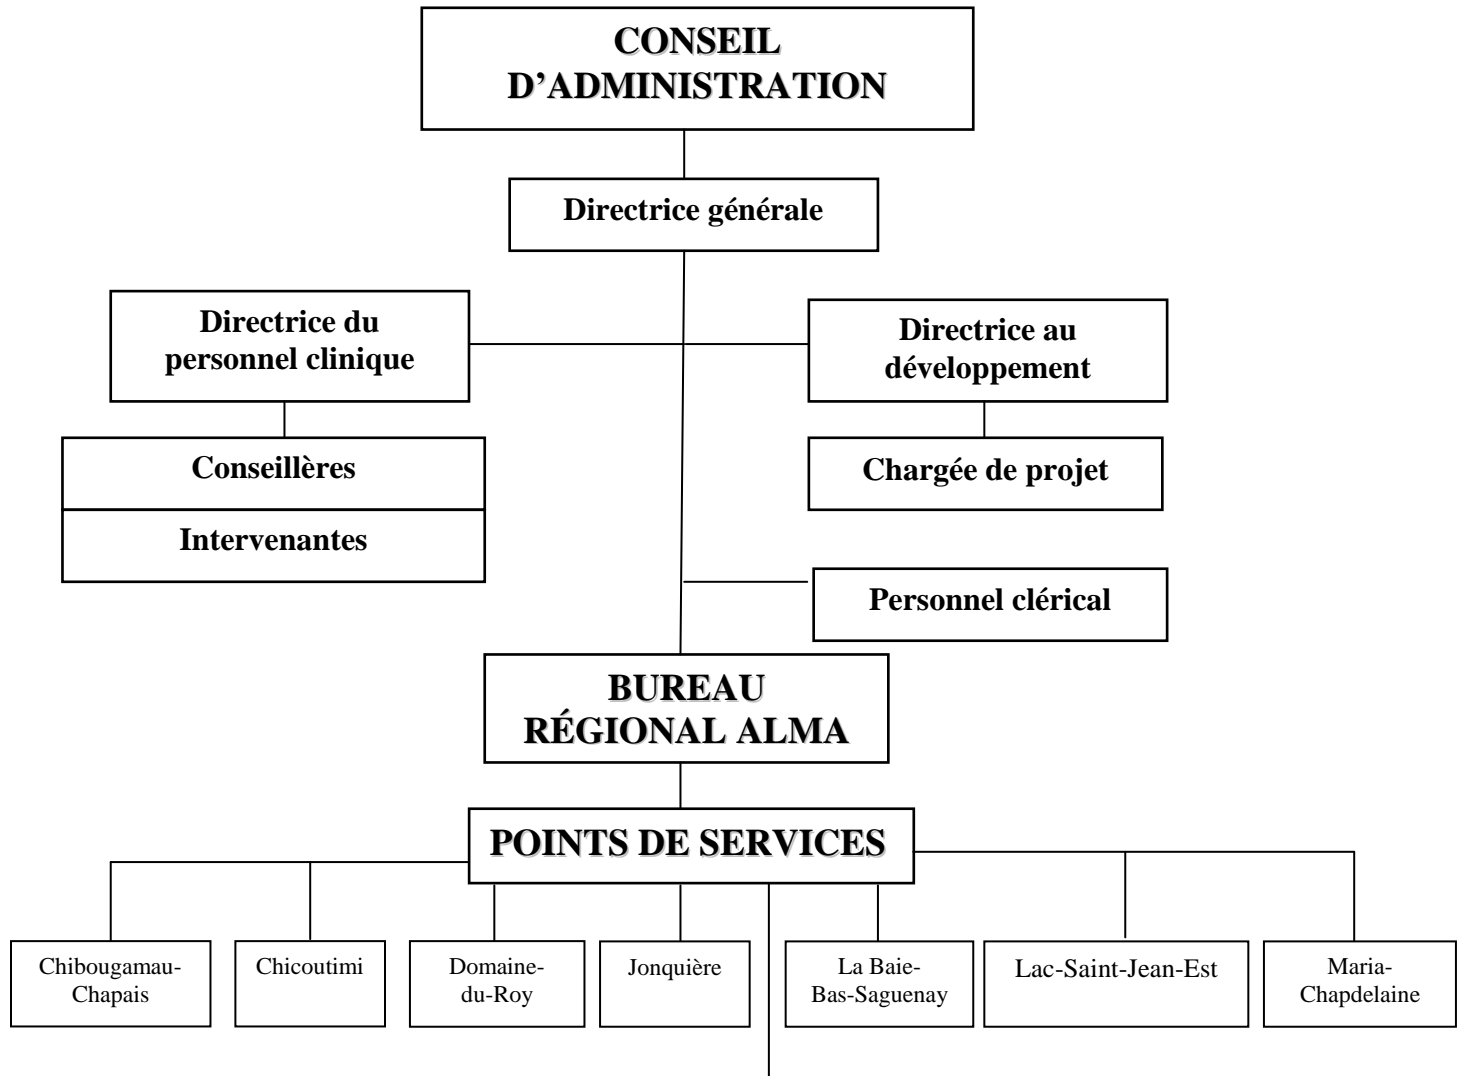 CONSEIL
D’ADMINISTRATION
Directrice générale
Directrice du
personnel clinique
Directrice au
développement
Conseillères
Chargée de projet
Intervenantes
Personnel clérical
BUREAU
RÉGIONAL ALMA
POINTS DE SERVICES
Chibougamau-
Chapais
Chicoutimi
Domaine-
du-Roy
Jonquière
La Baie-
Bas-Saguenay
Lac-Saint-Jean-Est
Maria-
Chapdelaine